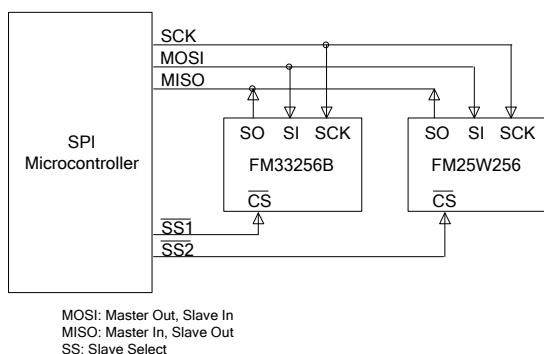 SCK
MOSI
MISO
SPI
Microcontroller
SO SI SCK
FM33256B
CS
SO SI SCK
FM25W256
CS
SS1
SS2
MOSI: Master Out, Slave In
MISO: Master In, Slave Out
SS: Slave Select